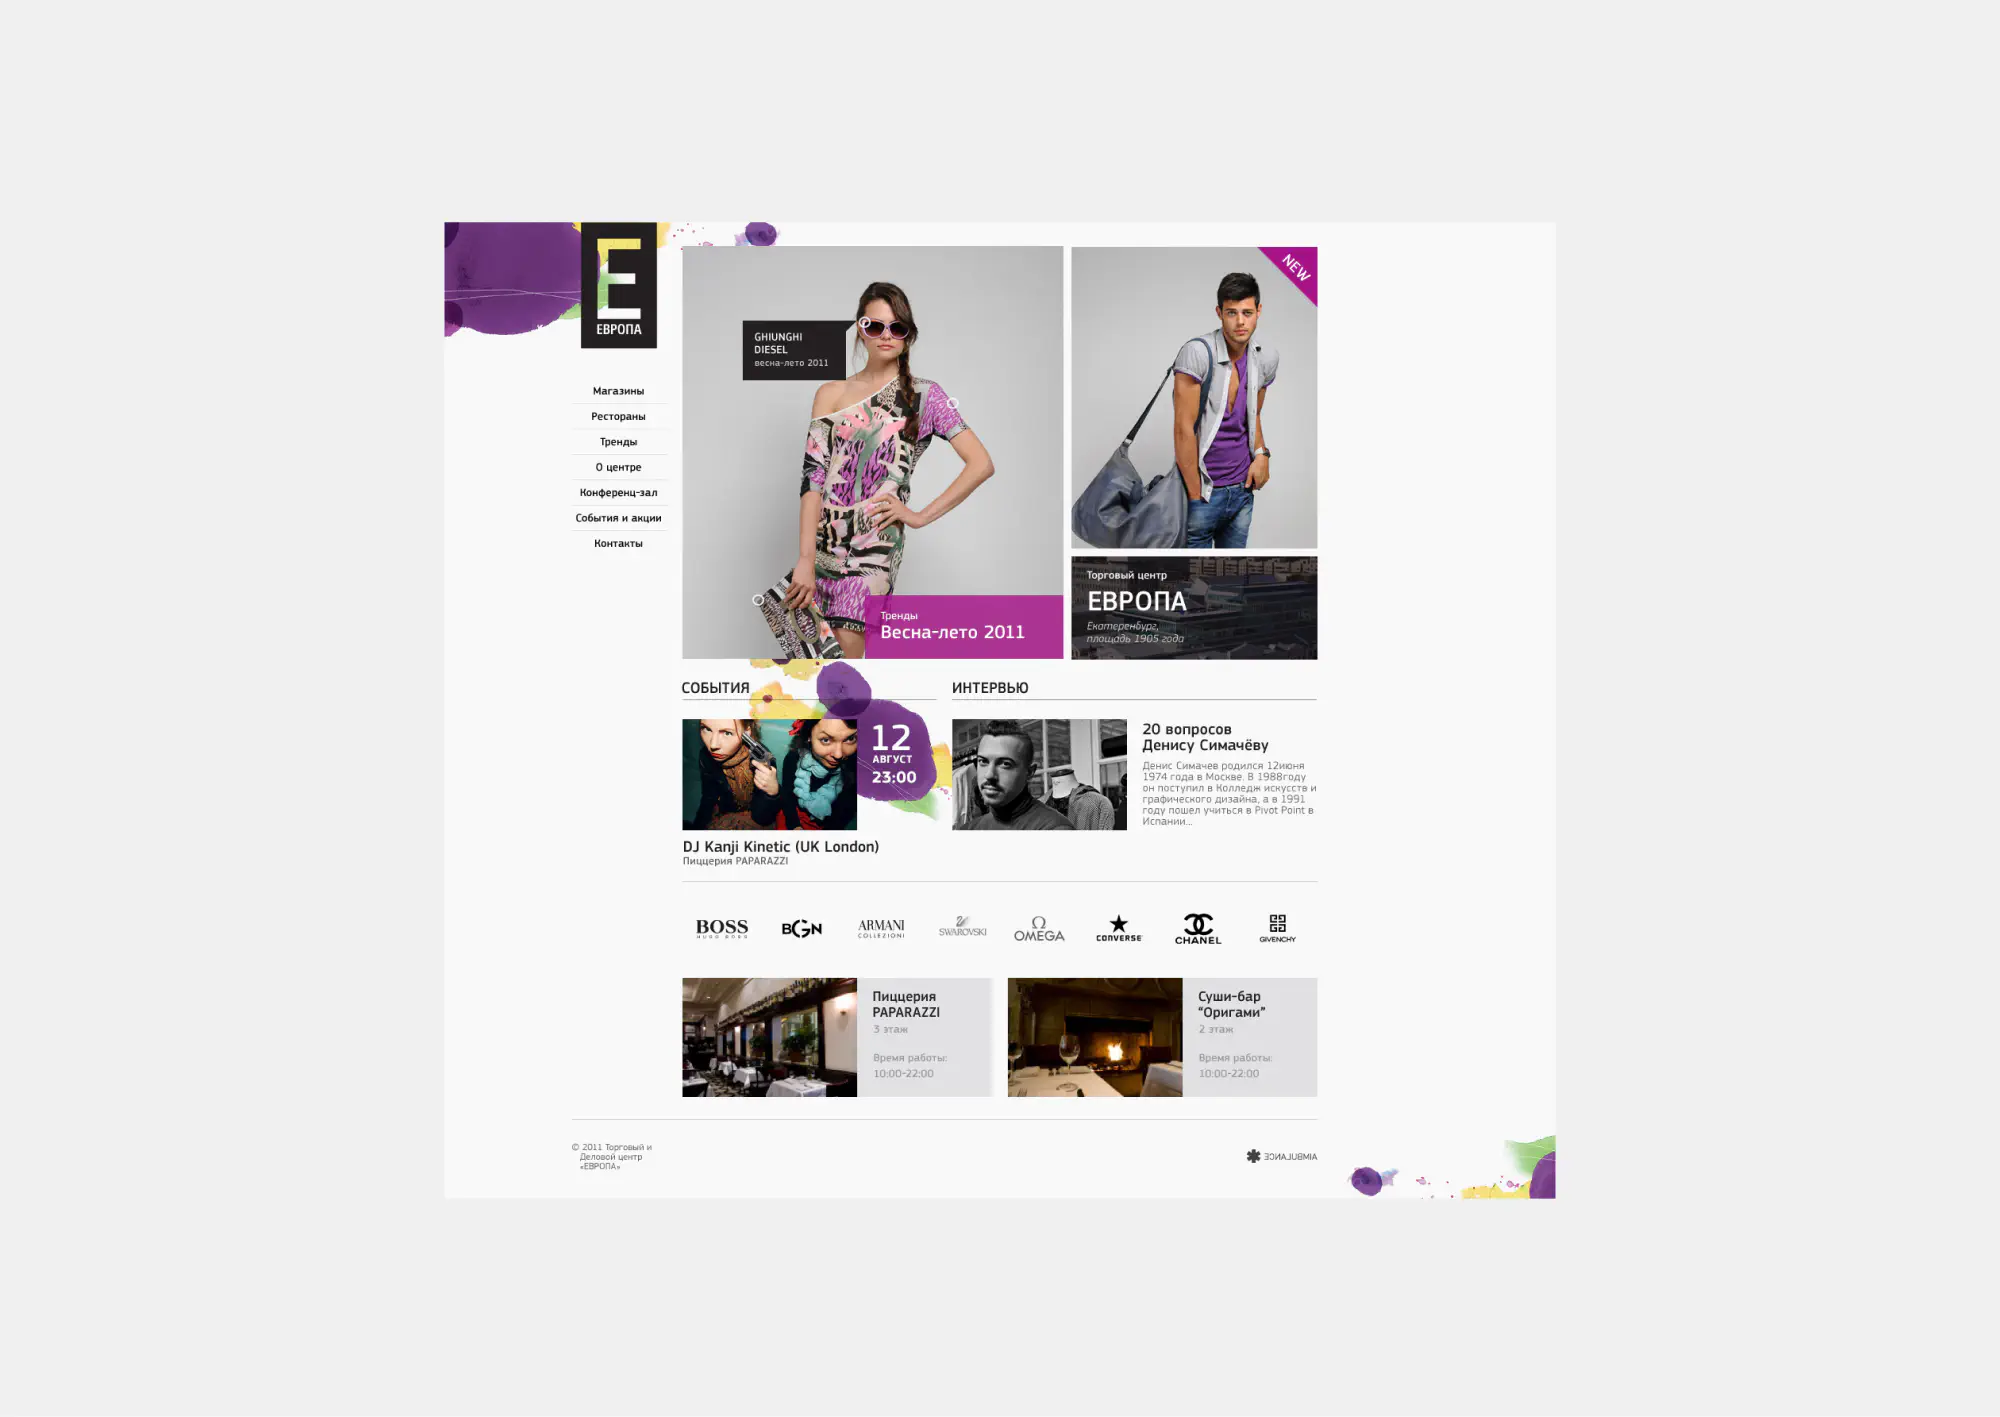 Е
ЕВРОПА
Магазины
Рестораны
Тренды
О центре
Конференц-зал
События и акции
Контакты
GHIUNGHI
DIESEL
весна-лето 2011
Тренды
Весна-лето 2011
NEW
Торговый центр
ЕВРОПА
Екатеренбург,
площадь 1905 года
СОБЫТИЯ
12
АВГУСТ
23:00
DJ Kanji Kinetic (UK London)
Пиццерия PAPARAZZI
ИНТЕРВЬЮ
20 вопросов
Денису Симачёву
Денис Симачев родился 12июня
1974 года в Москве. В 1988году
он поступил в Колледж искусств и
графического дизайна, а в 1991
году пошел учиться в Pivot Point в
Испании...
BOSS
HUGO BOSS
BGN
ARMANI
COLLEZIONI
SWAROVSKI
Ω
OMEGA
CONVERSE
CHANEL
GIVENCHY
Пиццерия
PAPARAZZI
3 этаж
Время работы:
10:00-22:00
Суши-бар
“Оригами”
2 этаж
Время работы:
10:00-22:00
© 2011 Торговый и
Деловой центр
«ЕВРОПА»
AMBULANCE